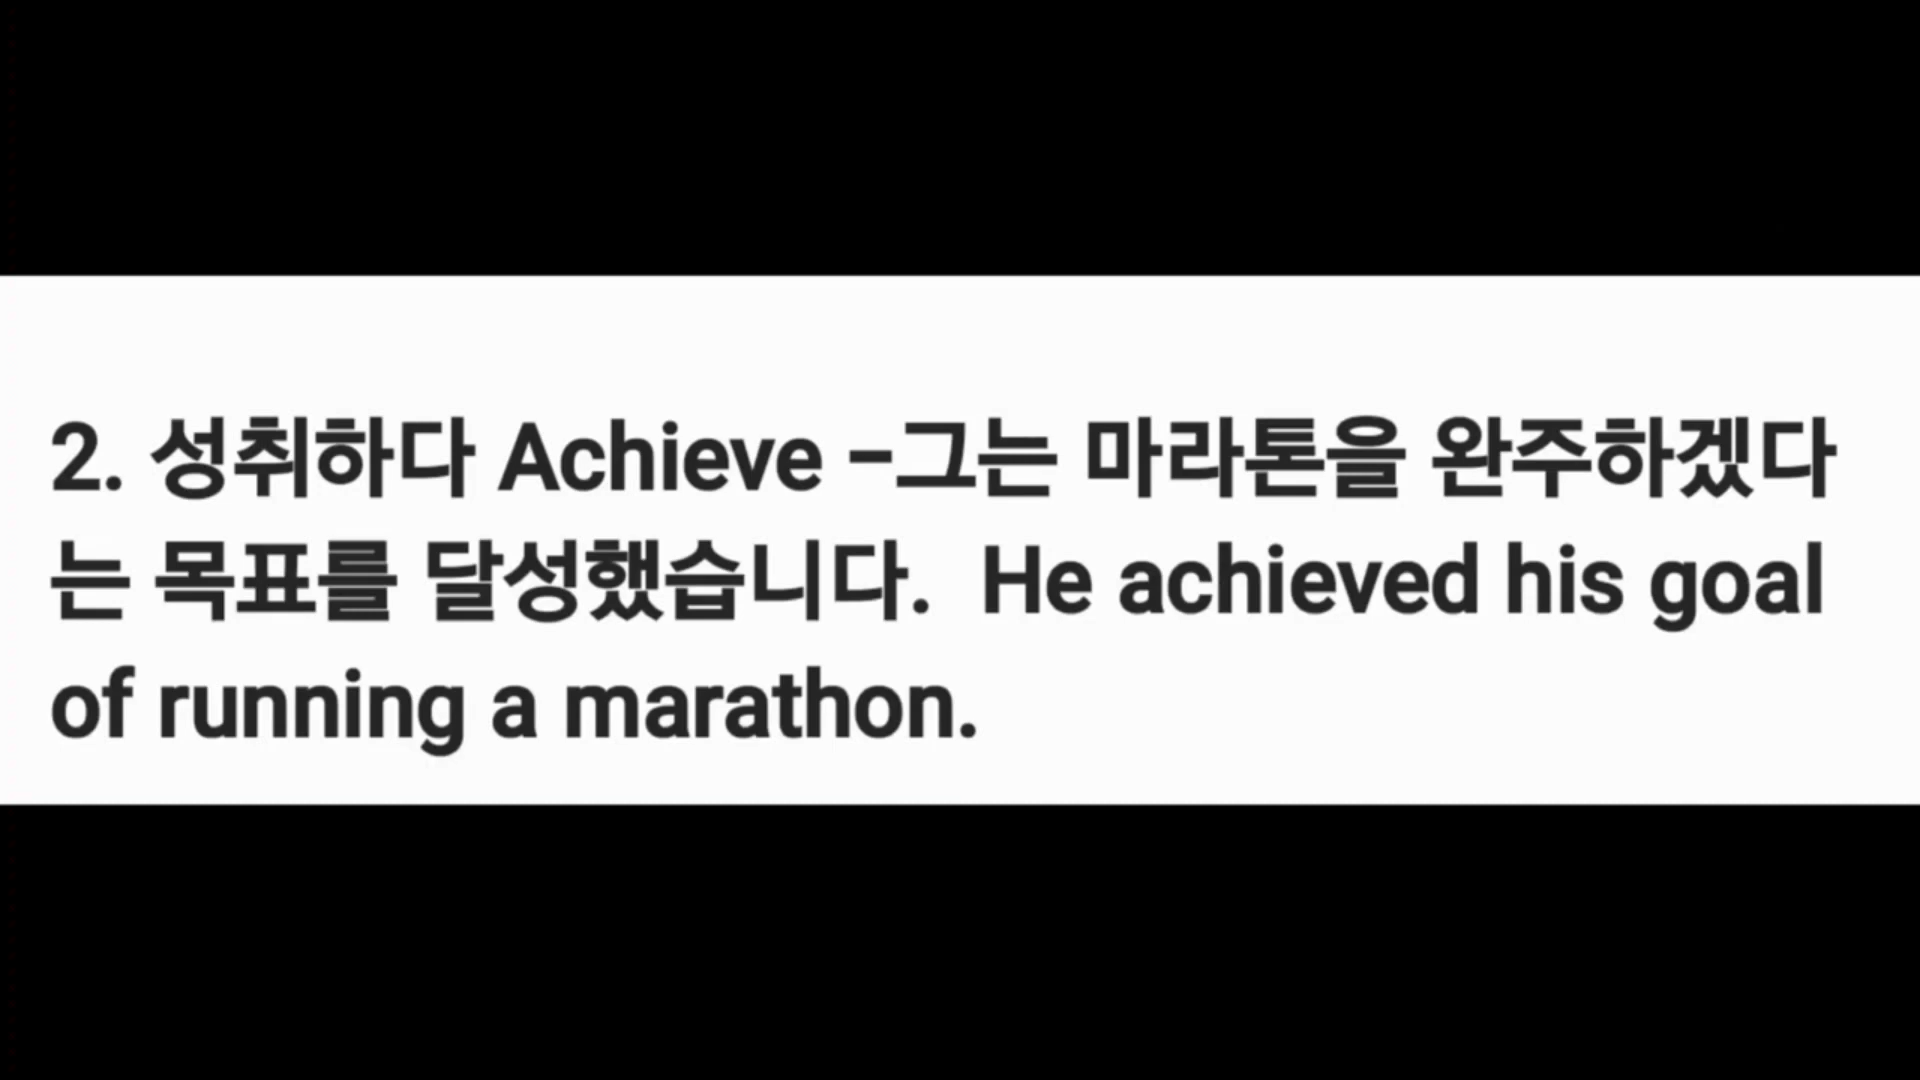 2. 성취하다 Achieve –그는 마라톤을 완주하겠다
는 목표를 달성했습니다.  He achieved his goal
of running a marathon.